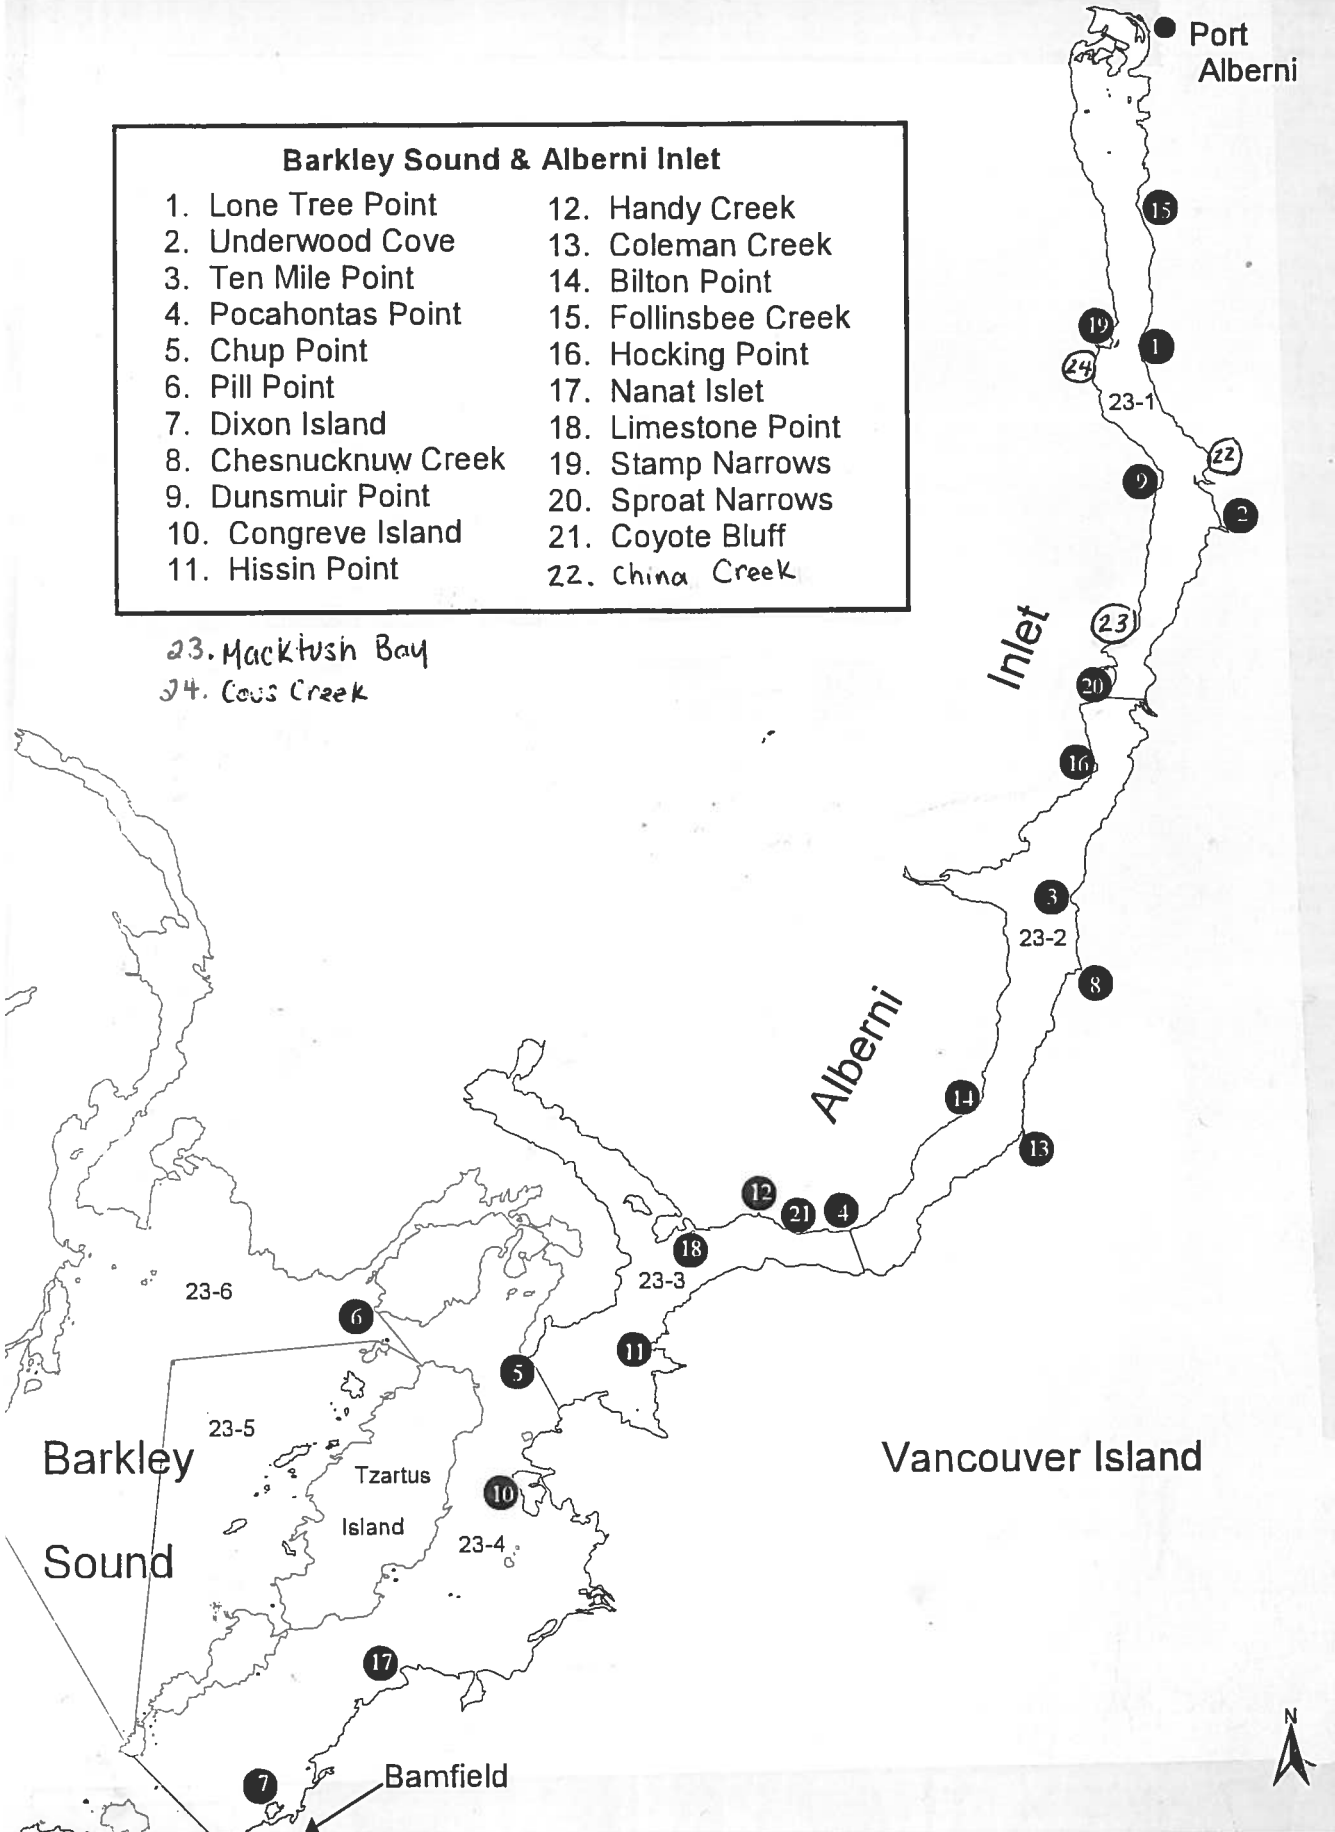 Port
Alberni
Barkley Sound & Alberni Inlet
1. Lone Tree Point
2. Underwood Cove
3. Ten Mile Point
4. Pocahontas Point
5. Chup Point
6. Pill Point
7. Dixon Island
8. Chesnucknuw Creek
9. Dunsmuir Point
10. Congreve Island
11. Hissin Point
12. Handy Creek
13. Coleman Creek
14. Bilton Point
15. Follinsbee Creek
16. Hocking Point
17. Nanat Islet
18. Limestone Point
19. Stamp Narrows
20. Sproat Narrows
21. Coyote Bluff
22. China Creek
23. Macktush Bay
24. Cous Creek
15
19
1
24
23-1
22
9
2
23
Inlet
20
16
3
23-2
8
Alberni
14
13
12
21
4
18
23-3
23-6
6
11
5
23-5
Barkley
Vancouver Island
Tzartus
10
Island
23-4
Sound
17
N
7
Bamfield